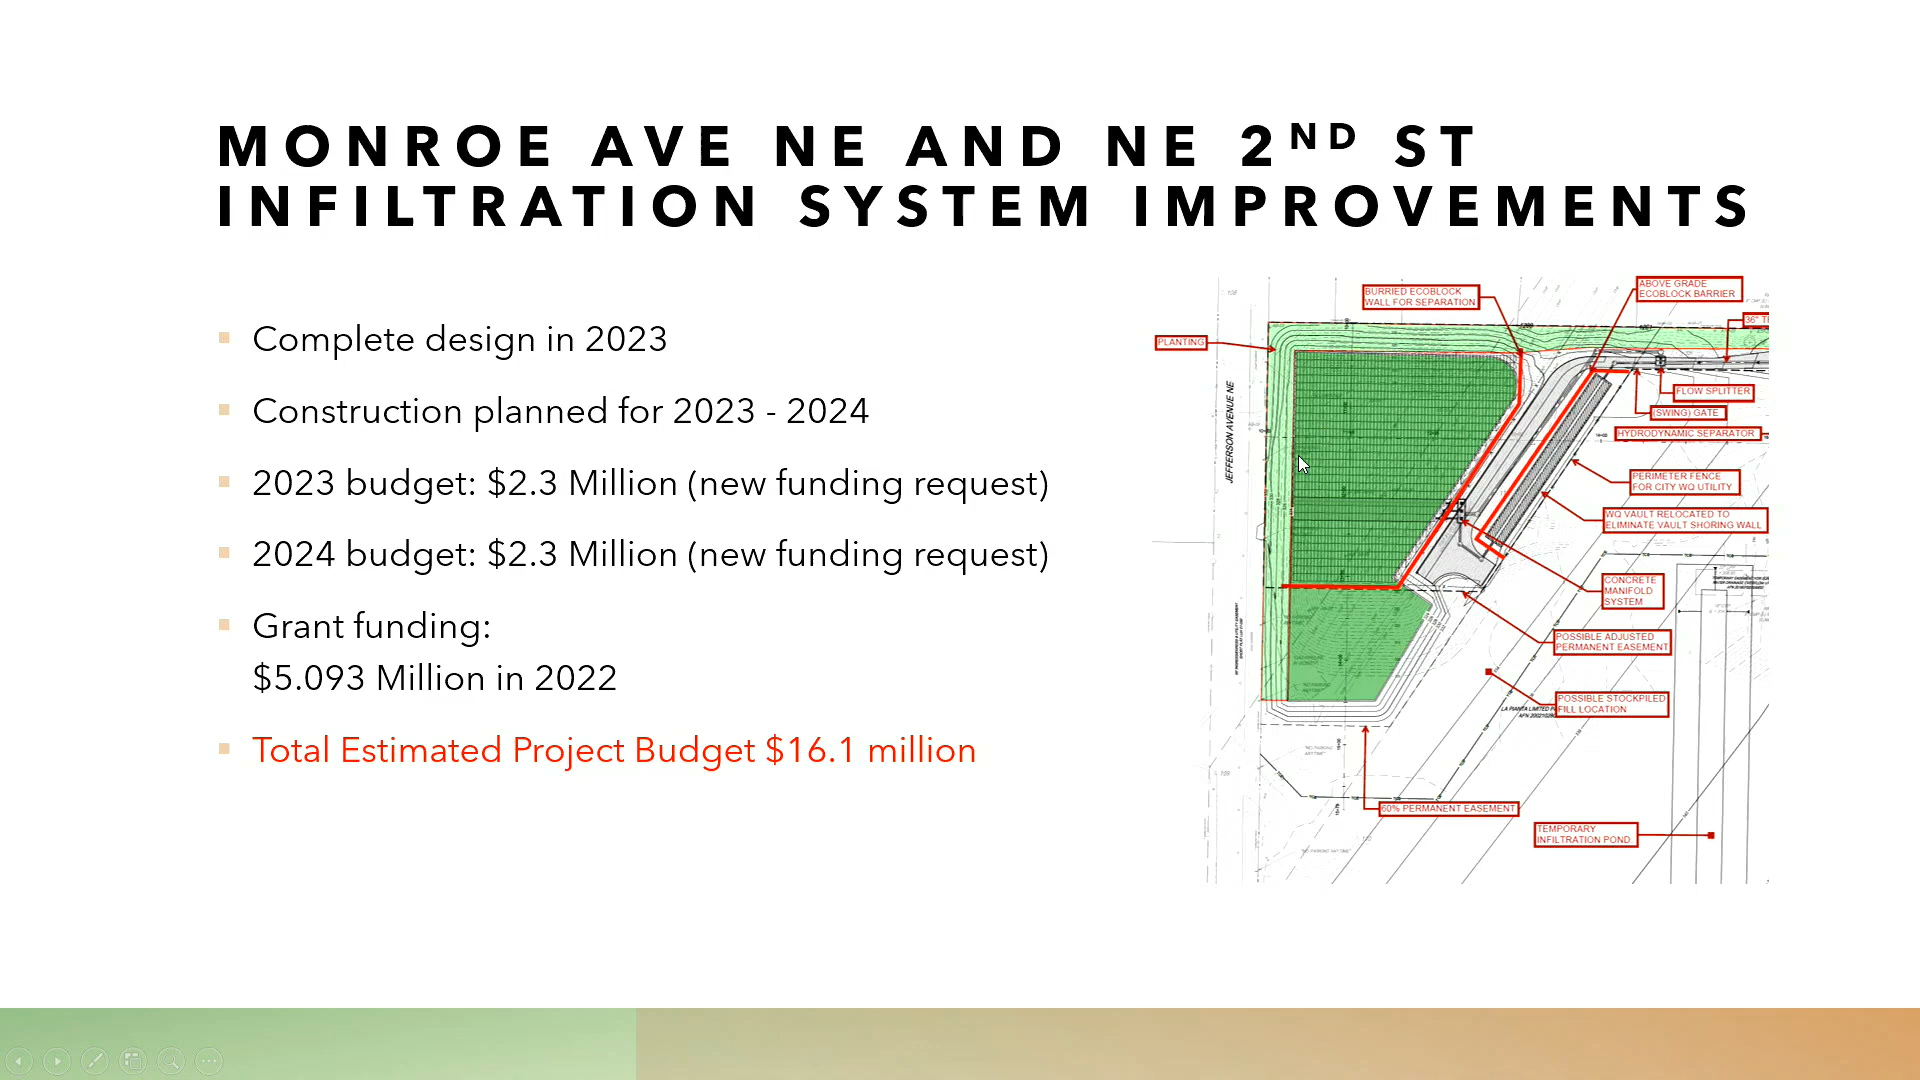 MONROE AVE NE AND NE 2ND ST
INFILTRATION SYSTEM IMPROVEMENTS
Complete design in 2023
Construction planned for 2023 - 2024
2023 budget: $2.3 Million (new funding request)
2024 budget: $2.3 Million (new funding request)
Grant funding:
$5.093 Million in 2022
Total Estimated Project Budget $16.1 million
BURRIED ECOBLOCK
WALL FOR SEPARATION
ABOVE GRADE
ECOBLOCK BARRIER
36"
PLANTING
FLOW SPLITTER
(SWING) GATE
HYDRODYNAMIC SEPARATOR
JEFFERSON AVENUE NE
PERIMETER FENCE
FOR CITY WQ UTILITY
WQ VAULT RELOCATED TO
ELIMINATE VAULT SHORING WALL
CONCRETE
MANIFOLD
SYSTEM
POSSIBLE ADJUSTED
PERMANENT EASEMENT
POSSIBLE STOCKPILED
FILL LOCATION
LA PIANTA LIMITED
60% PERMANENT EASEMENT
TEMPORARY
INFILTRATION POND